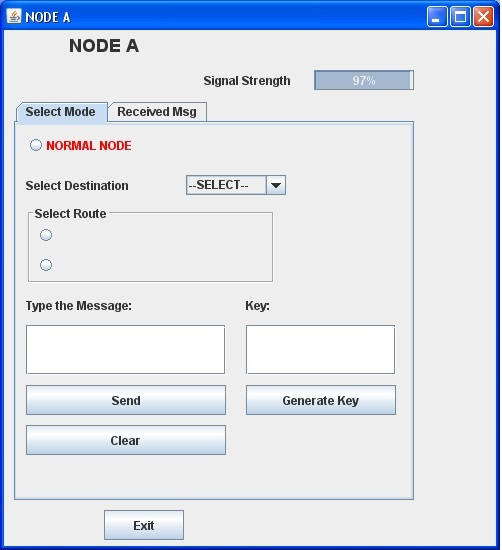 NODE A
NODE A
Signal Strength 97%
Select Mode Received Msg
NORMAL NODE
Select Destination --SELECT--
Select Route
Type the Message: Key:
Send Generate Key
Clear
Exit